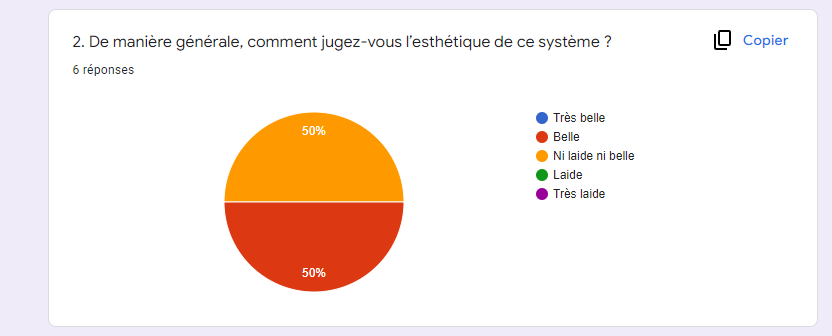 2. De manière générale, comment jugez-vous l'esthétique de ce système ?
Copier
6 réponses
50%
50%
Très belle
Belle
Ni laide ni belle
Laide
Très laide